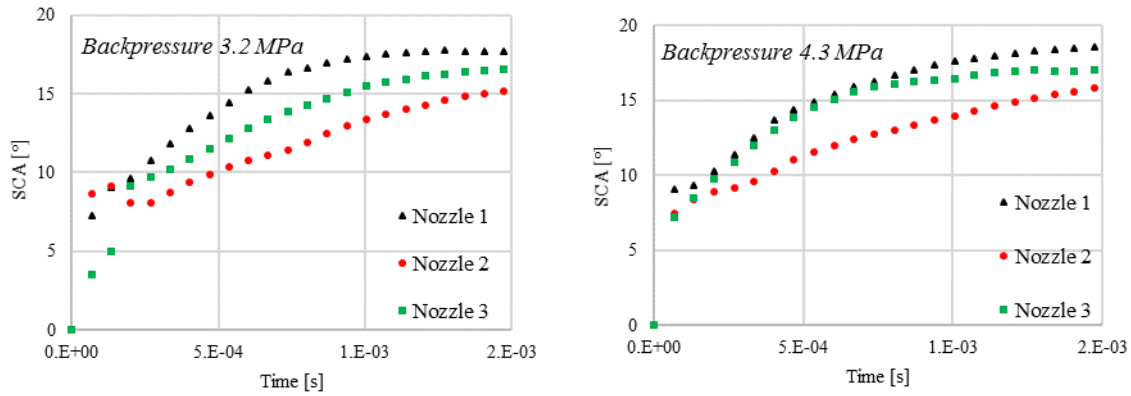 20
Backpressure 3.2 MPa
15
SCA [°]
10
Nozzle 1
5
Nozzle 2
Nozzle 3
0
0.E+00 5.E-04 1.E-03 2.E-03
Time [s]
20
Backpressure 4.3 MPa
15
SCA [°]
10
Nozzle 1
5
Nozzle 2
Nozzle 3
0
0.E+00 5.E-04 1.E-03 2.E-03
Time [s]